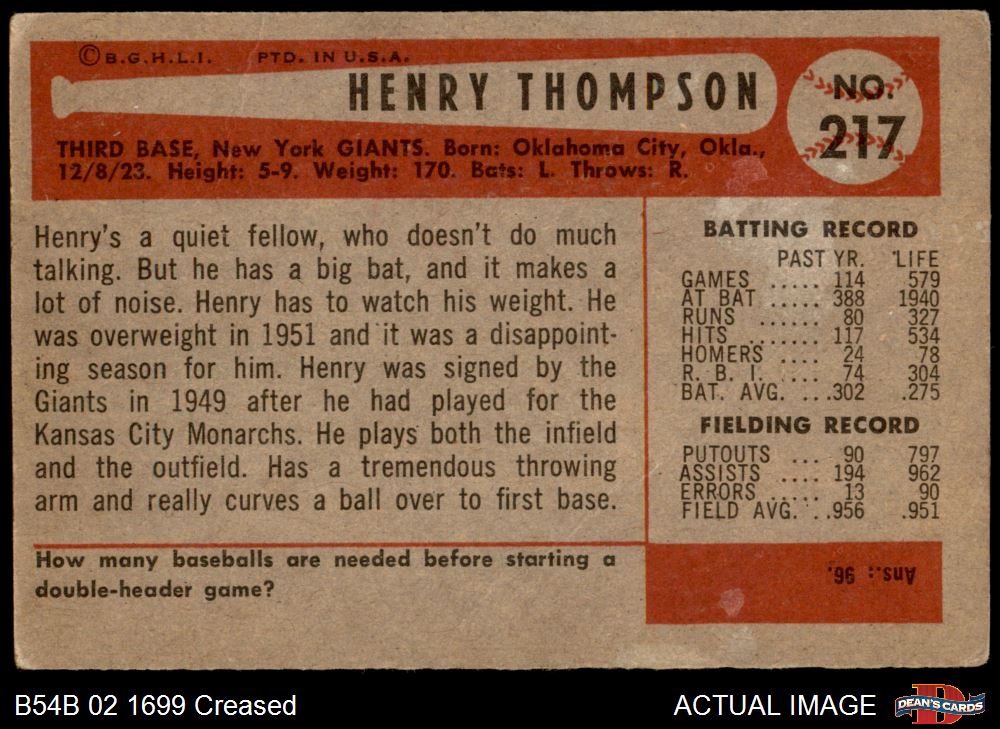 © B.G.H.L.I. PTD. IN U.S.A.
HENRY THOMPSON
NO.
217
THIRD BASE, New York GIANTS. Born: Oklahoma City, Okla.,
12/8/23. Height: 5-9. Weight: 170. Bats: L. Throws: R.
Henry's a quiet fellow, who doesn't do much
talking. But he has a big bat, and it makes a
lot of noise. Henry has to watch his weight. He
was overweight in 1951 and it was a disappoint-
ing season for him. Henry was signed by the
Giants in 1949 after he had played for the
Kansas City Monarchs. He plays both the infield
and the outfield. Has a tremendous throwing
arm and really curves a ball over to first base.
BATTING RECORD
PAST YR. LIFE
GAMES ..... 114 579
AT BAT ..... 388 1940
RUNS ...... 80 327
HITS ...... 117 534
HOMERS .... 24 78
R. B. I. .... 74 304
BAT. AVG. ... .302 .275
FIELDING RECORD
PUTOUTS ... 90 797
ASSISTS .... 194 962
ERRORS ..... 13 90
FIELD AVG. .. .956 .951
How many baseballs are needed before starting a
double-header game?
Ans.: 96.
B54B 02 1699 Creased
ACTUAL IMAGE
D
DEAN'S CARDS